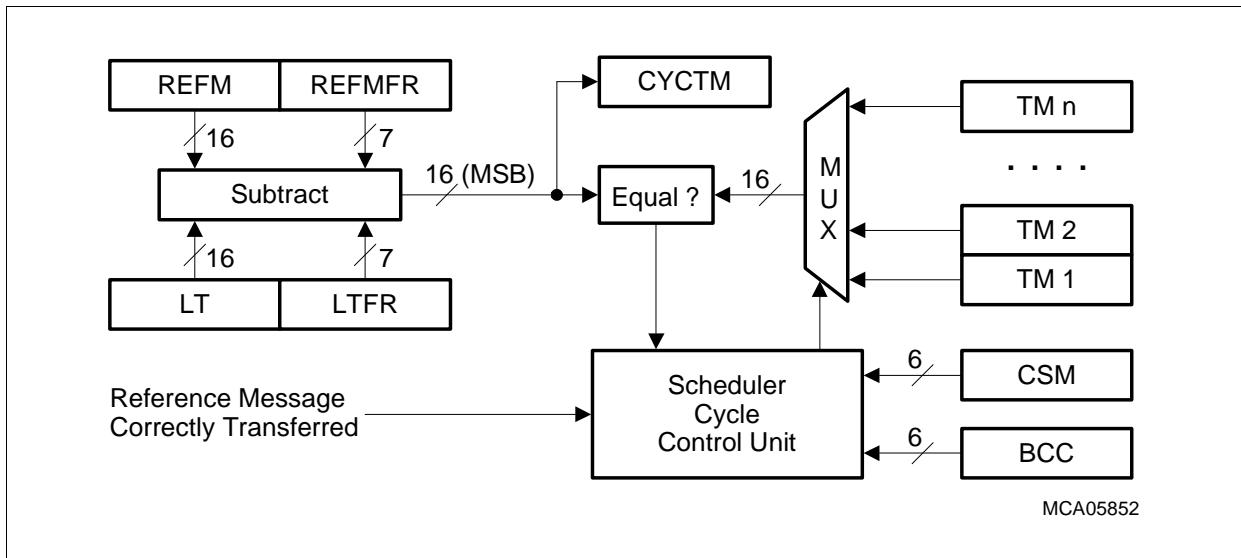 REFM
REFMFR
CYCTM
TM n
16
7
16 (MSB)
Subtract
Equal ?
16
MUX
. . . .
TM 2
16
7
TM 1
LT
LTFR
6
CSM
Scheduler
Cycle
Control Unit
Reference Message
Correctly Transferred
6
BCC
MCA05852